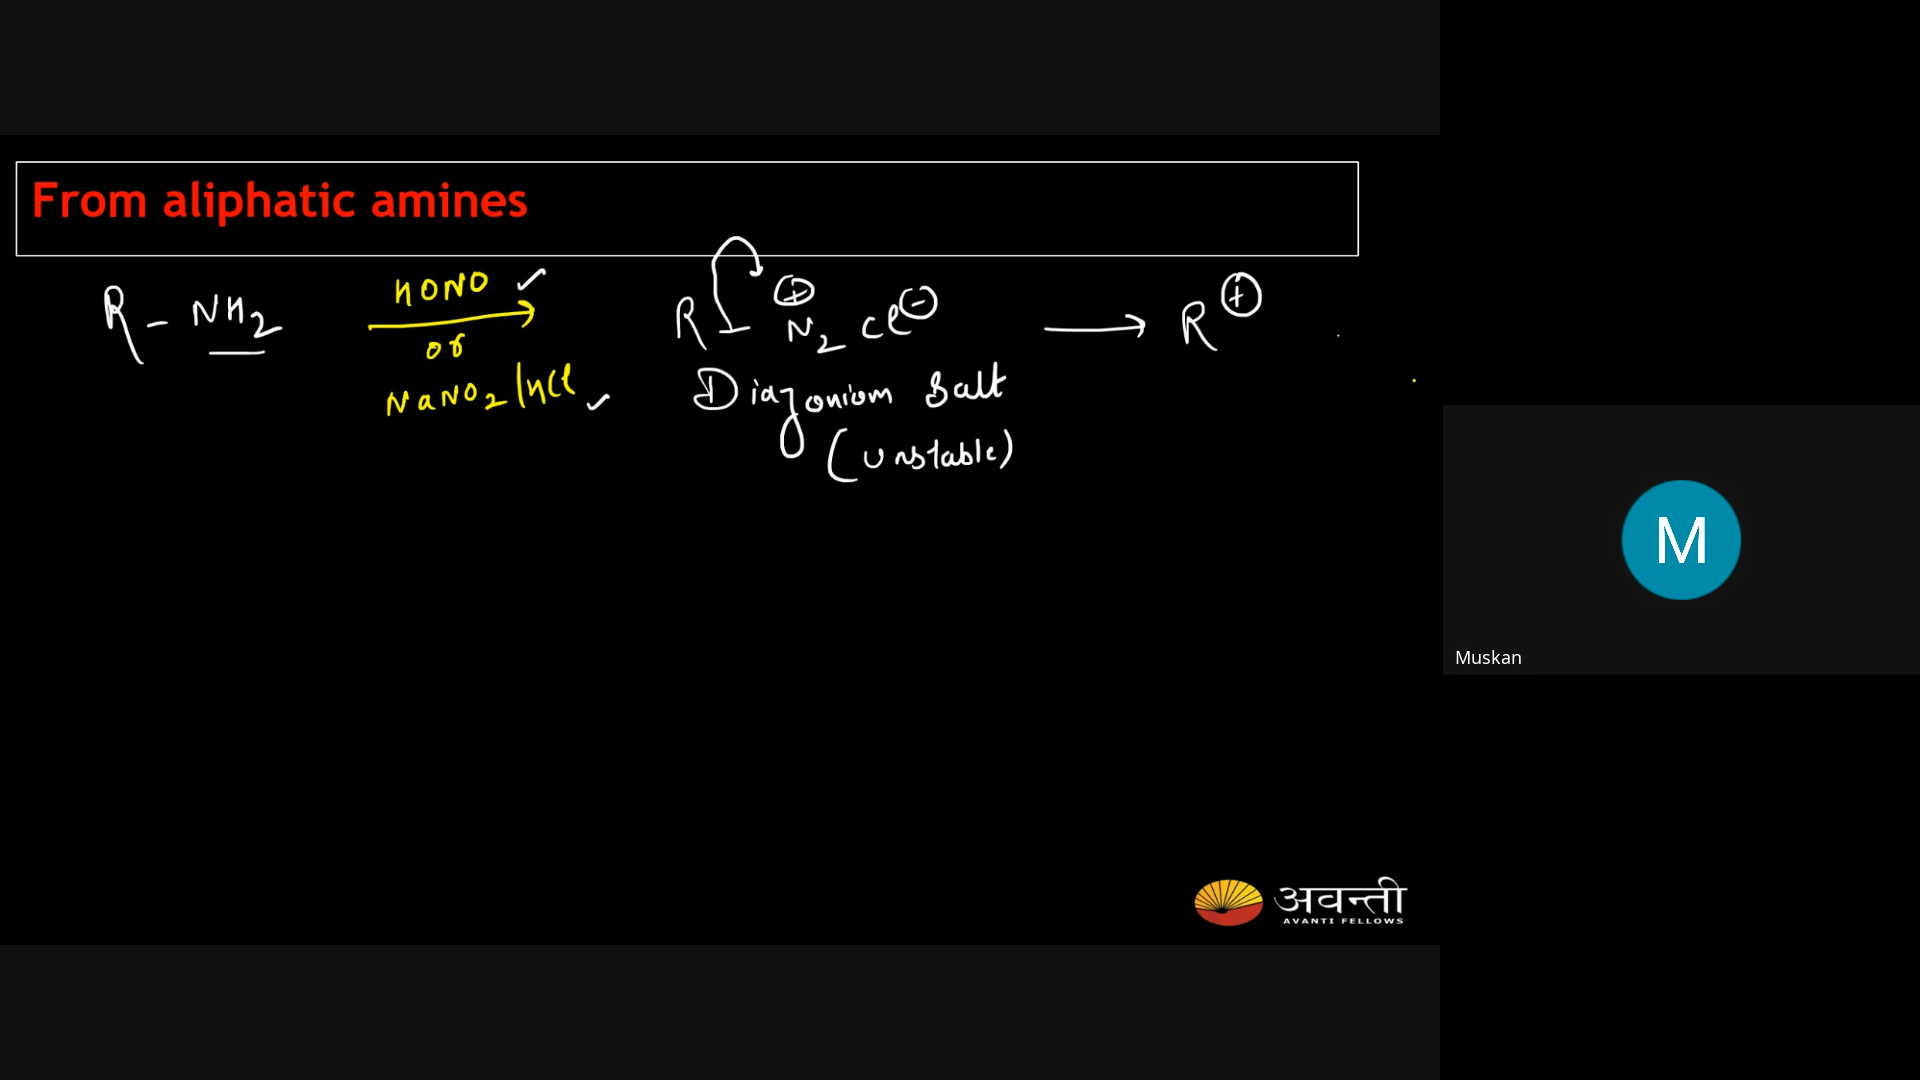 From aliphatic amines
R - NH2 HONO R - N2⊕ Cl⊖ → R⊕
or
NaNO2/HCl
Diazonium Salt
(Unstable)
M
Muskan
अवन्ती
AVANTI FELLOWS